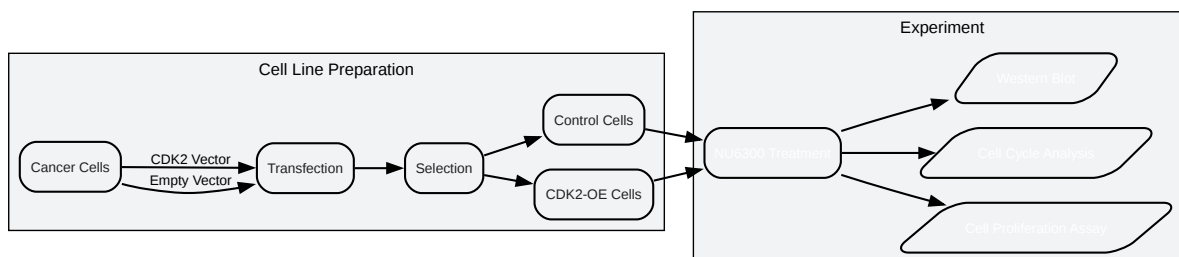 Experiment
Cell Line Preparation
Western Blot
Control Cells
CDK2 Vector
NU6300 Treatment
Cell Cycle Analysis
Cancer Cells
Transfection
Selection
Empty Vector
CDK2-OE Cells
Cell Proliferation Assay